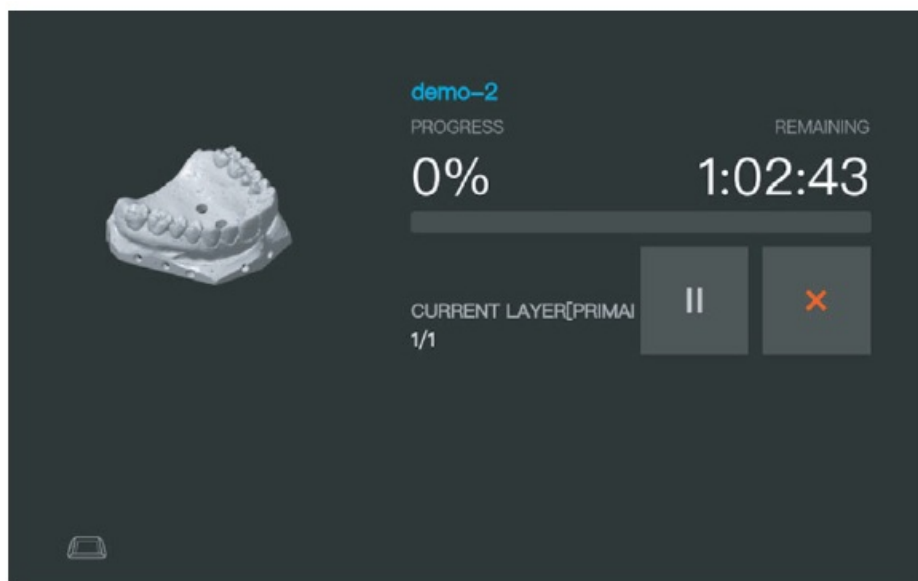 demo-2
PROGRESS REMAINING
0% 1:02:43
CURRENT LAYER[PRIMAI
1/1